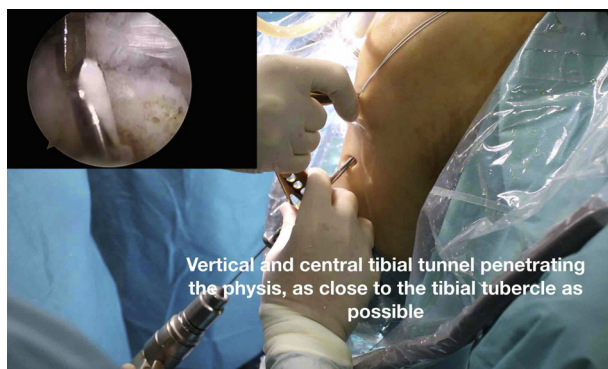 Vertical and central tibial tunnel penetrating
the physis, as close to the tibial tubercle as
possible